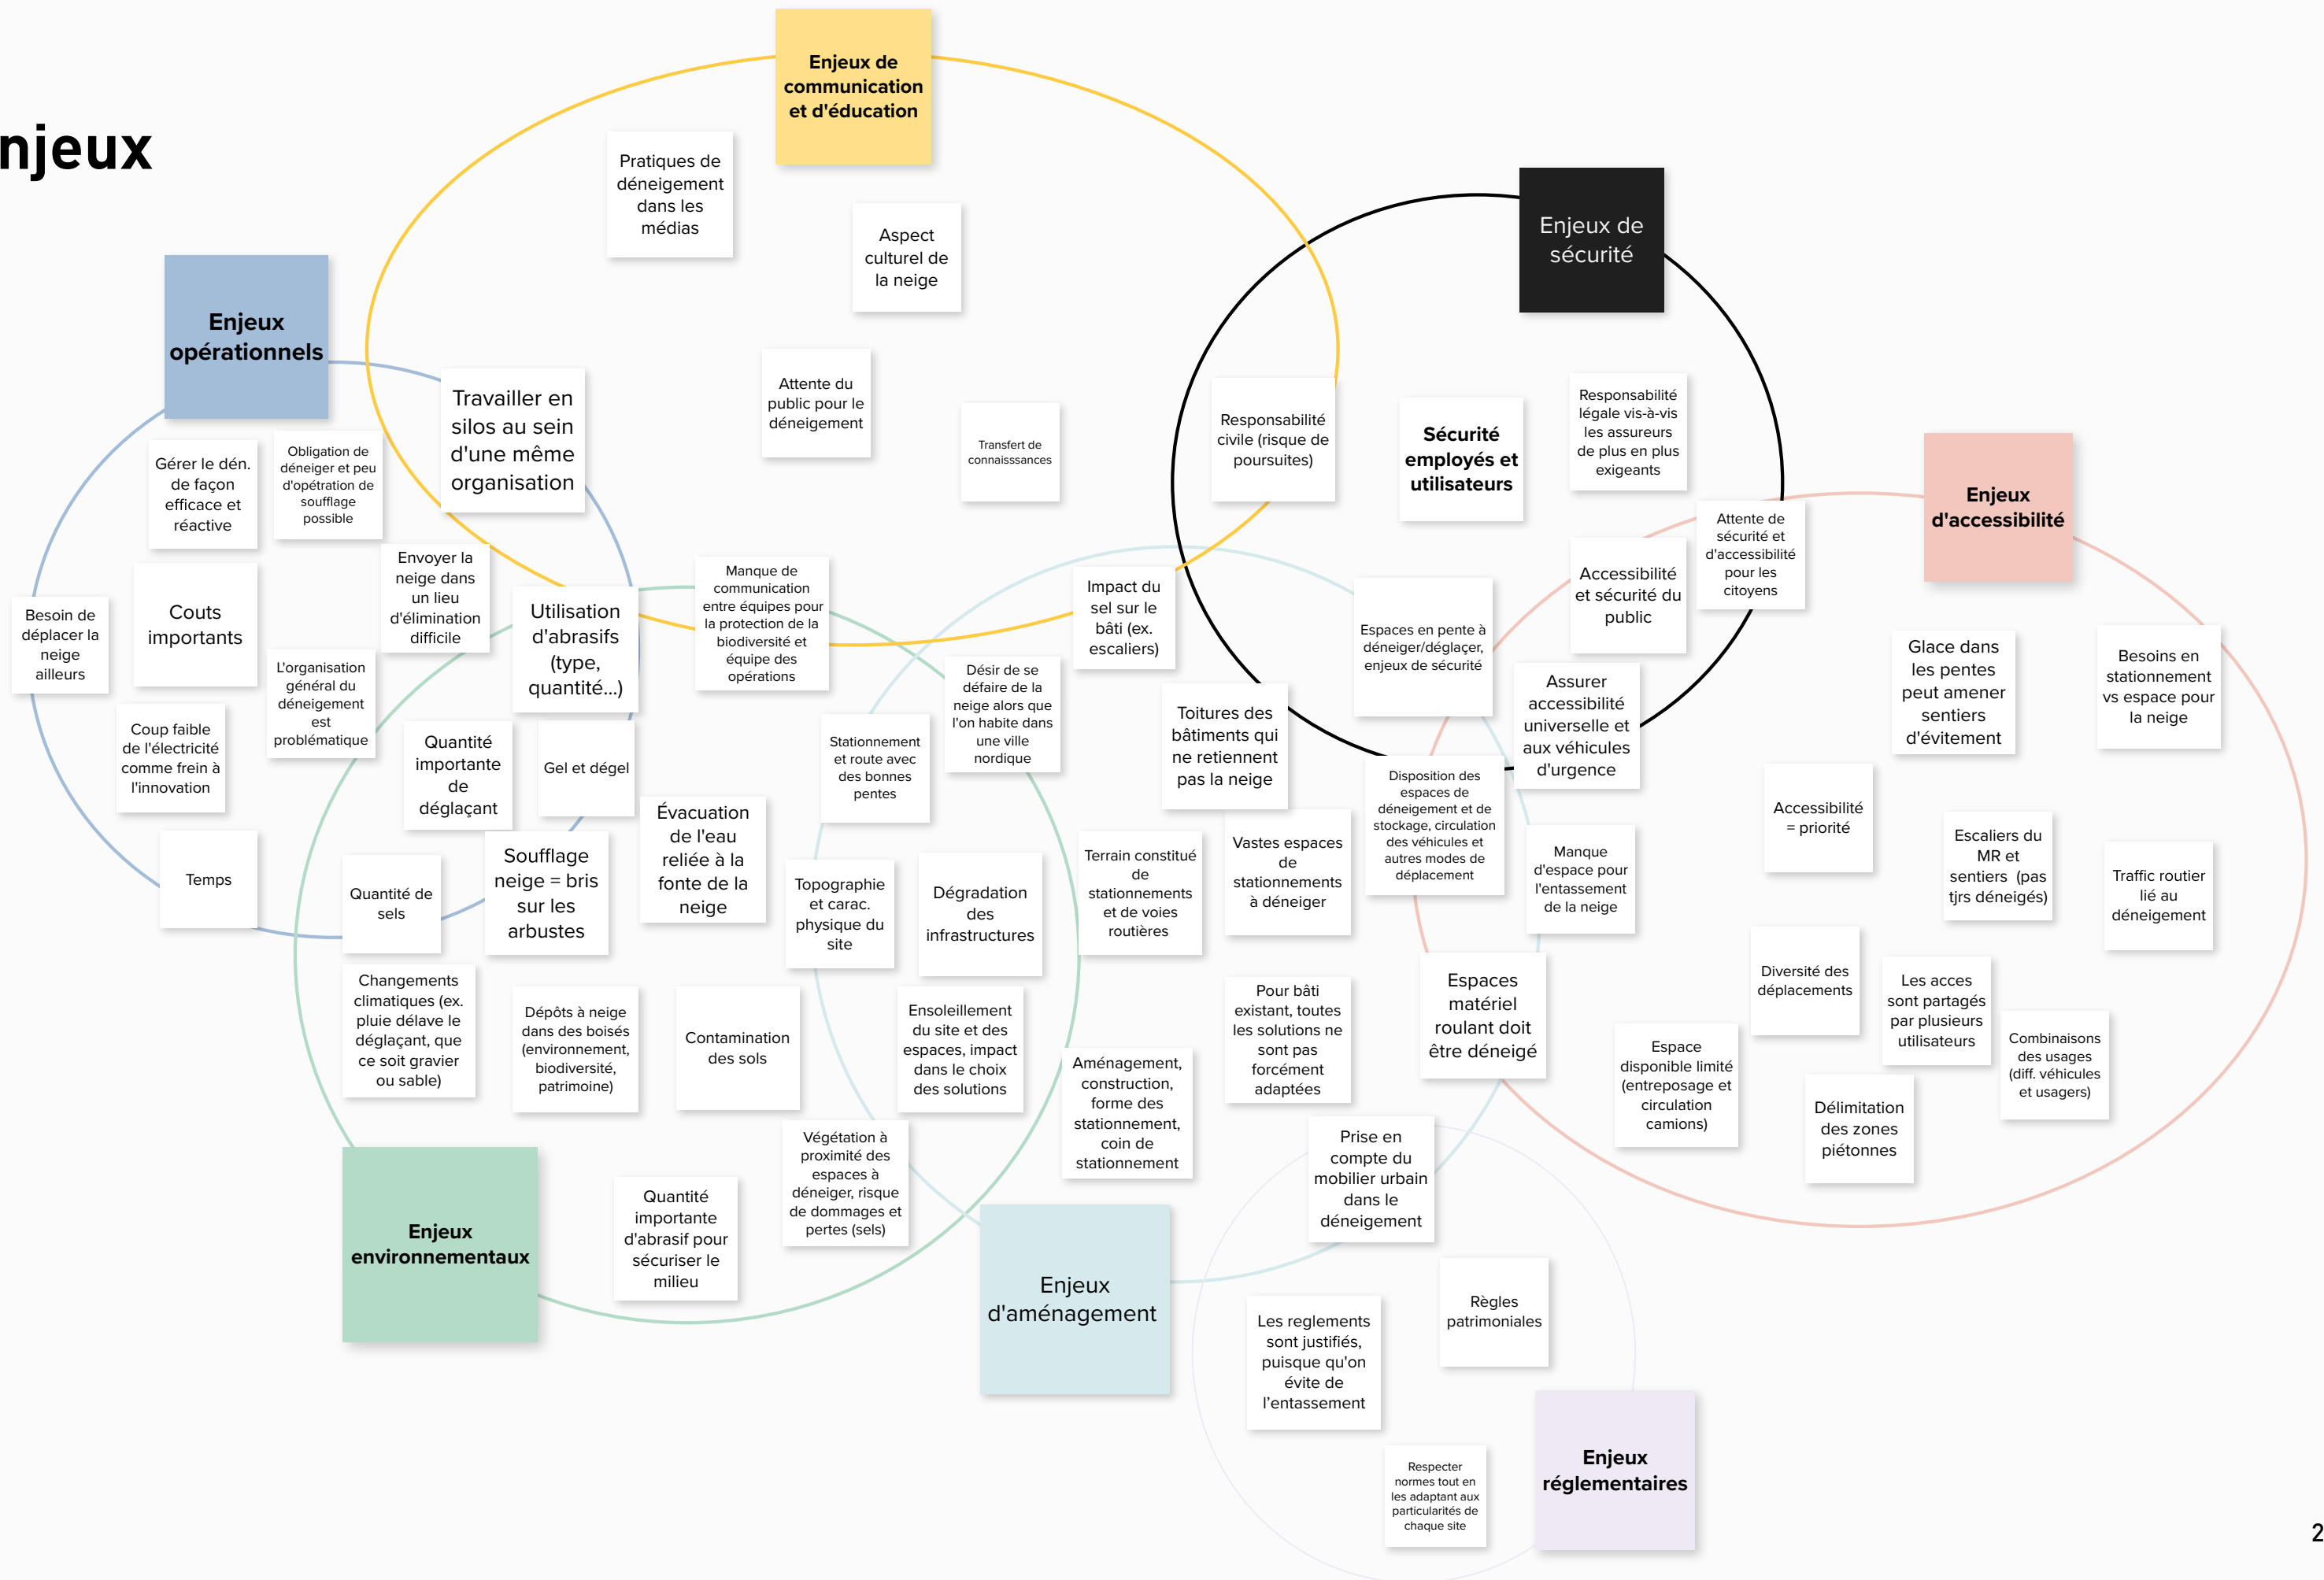 njeux
Enjeux de
communication
et d'éducation
Pratiques de
déneigement
dans les
médias
Aspect
culturel de
la neige
Attente du
public pour le
déneigement
Transfert de
connaisssances
Enjeux de
sécurité
Responsabilité
civile (risque de
poursuites)
Sécurité
employés et
utilisateurs
Responsabilité
légale vis-à-vis
les assureurs
de plus en plus
exigeants
Attente de
sécurité et
d'accessibilité
pour les
citoyens
Accessibilité
et sécurité du
public
Enjeux
opérationnels
Travailler en
silos au sein
d'une même
organisation
Gérer le dén.
de façon
efficace et
réactive
Obligation de
déneiger et peu
d'opétration de
soufflage
possible
Envoyer la
neige dans
un lieu
d'élimination
difficile
Besoin de
déplacer la
neige
ailleurs
Couts
importants
L'organisation
général du
déneigement
est
problématique
Coup faible
de l'électricité
comme frein à
l'innovation
Temps
Utilisation
d'abrasifs
(type,
quantité...)
Manque de
communication
entre équipes pour
la protection de la
biodiversité et
équipe des
opérations
Quantité
importante
de
déglaçant
Gel et dégel
Quantité de
sels
Soufflage
neige = bris
sur les
arbustes
Évacuation
de l'eau
reliée à la
fonte de la
neige
Changements
climatiques (ex.
pluie délave le
déglaçant, que
ce soit gravier
ou sable)
Dépôts à neige
dans des boisés
(environnement,
biodiversité,
patrimoine)
Contamination
des sols
Quantité
importante
d'abrasif pour
sécuriser le
milieu
Végétation à
proximité des
espaces à
déneiger, risque
de dommages et
pertes (sels)
Enjeux
environnementaux
Impact du
sel sur le
bâti (ex.
escaliers)
Désir de se
défaire de la
neige alors que
l'on habite dans
une ville
nordique
Stationnement
et route avec
des bonnes
pentes
Topographie
et carac.
physique du
site
Dégradation
des
infrastructures
Ensoleillement
du site et des
espaces, impact
dans le choix
des solutions
Toitures des
bâtiments qui
ne retiennent
pas la neige
Espaces en pente à
déneiger/déglaçer,
enjeux de sécurité
Assurer
accessibilité
universelle et
aux véhicules
d'urgence
Terrain constitué
de
stationnements
et de voies
routières
Vastes espaces
de
stationnements
à déneiger
Disposition des
espaces de
déneigement et de
stockage, circulation
des véhicules et
autres modes de
déplacement
Manque
d'espace pour
l'entassement
de la neige
Pour bâti
existant, toutes
les solutions ne
sont pas
forcément
adaptées
Espaces
matériel
roulant doit
être déneigé
Aménagement,
construction,
forme des
stationnement,
coin de
stationnement
Prise en
compte du
mobilier urbain
dans le
déneigement
Enjeux
d'aménagement
Enjeux
d'accessibilité
Glace dans
les pentes
peut amener
sentiers
d'évitement
Besoins en
stationnement
vs espace pour
la neige
Accessibilité
= priorité
Escaliers du
MR et
sentiers (pas
tjrs déneigés)
Traffic routier
lié au
déneigement
Diversité des
déplacements
Les acces
sont partagés
par plusieurs
utilisateurs
Combinaisons
des usages
(diff. véhicules
et usagers)
Espace
disponible limité
(entreposage et
circulation
camions)
Délimitation
des zones
piétonnes
Les reglements
sont justifiés,
puisque qu'on
évite de
l'entassement
Règles
patrimoniales
Respecter
normes tout en
les adaptant aux
particularités de
chaque site
Enjeux
réglementaires
2